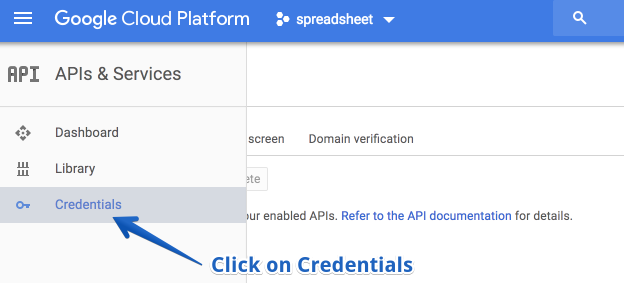 Google Cloud Platform
spreadsheet
API APIs & Services
Dashboard
screen Domain verification
Library
ete
Credentials
our enabled APIs. Refer to the API documentation for details.
Click on Credentials